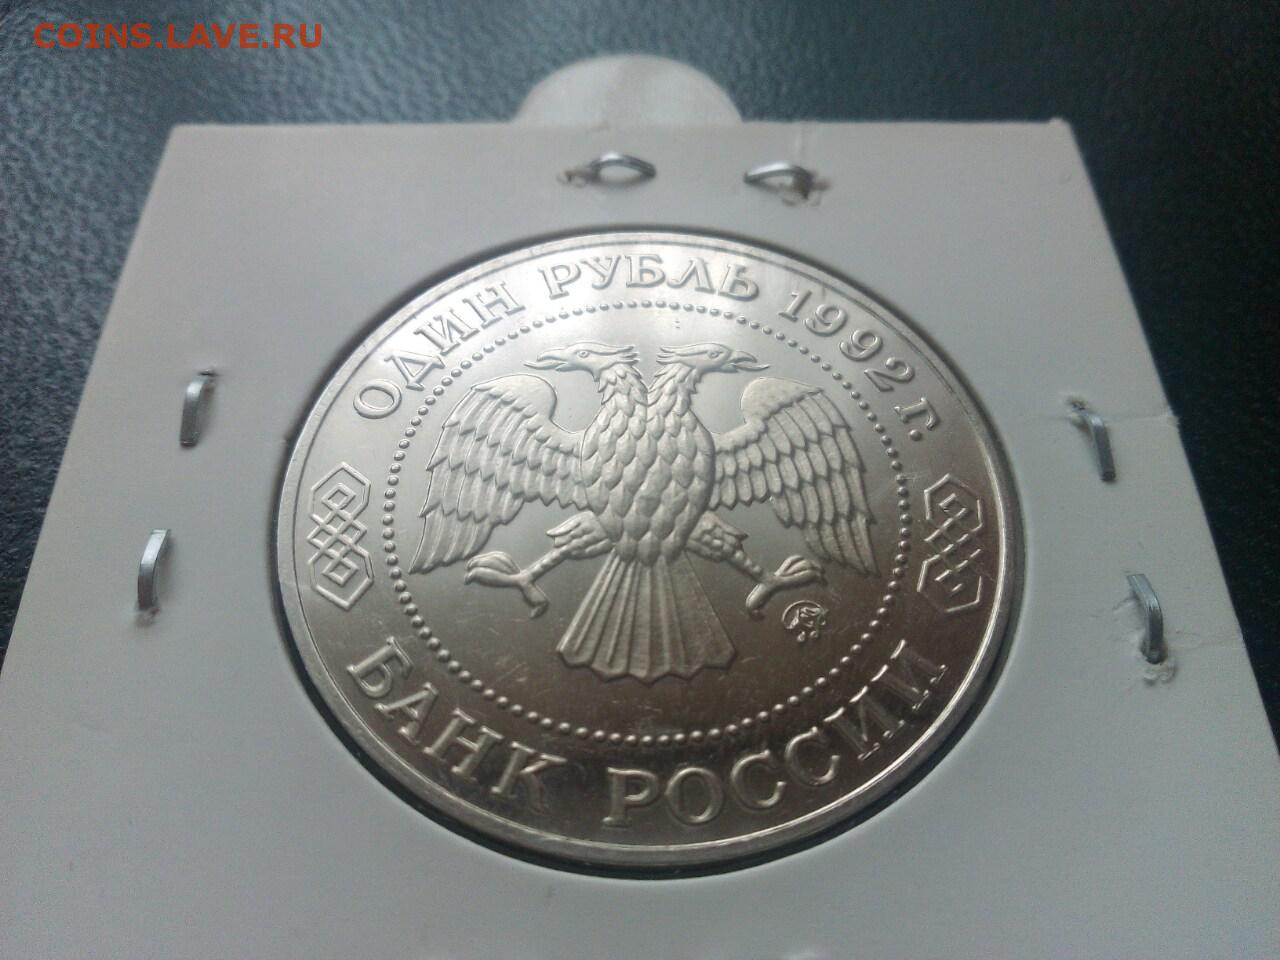 COINS.LAVE.RU
ОДИН РУБЛЬ 1992 г.
БАНК РОССИИ